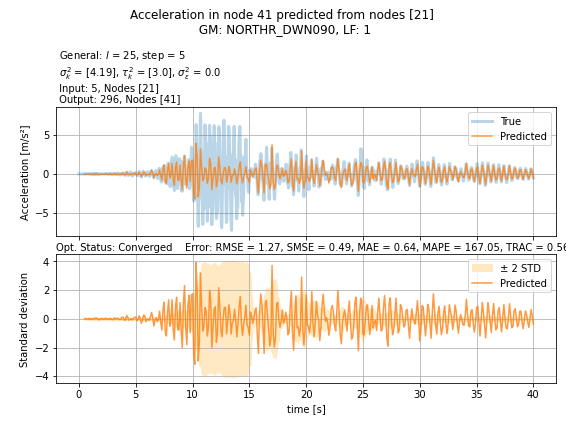 Acceleration in node 41 predicted from nodes [21]
GM: NORTHR_DWN090, LF: 1
General: l = 25, step = 5
σ²ₖ = [4.19], τ²ₖ = [3.0], σ²_ε = 0.0
Input: 5, Nodes [21]
Output: 296, Nodes [41]
Acceleration [m/s²]
5
0
−5
True
Predicted
Opt. Status: Converged Error: RMSE = 1.27, SMSE = 0.49, MAE = 0.64, MAPE = 167.05, TRAC = 0.56
Standard deviation
4
2
0
−2
−4
± 2 STD
Predicted
0 5 10 15 20 25 30 35 40
time [s]